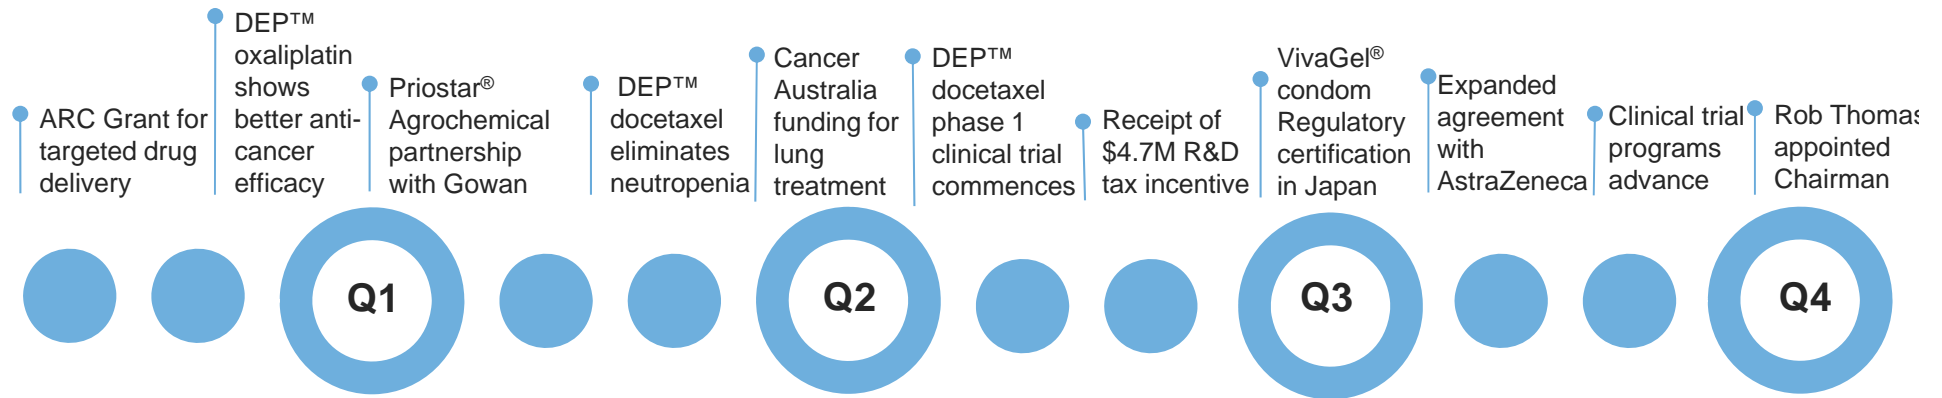 ARC Grant for
targeted drug
delivery
DEP™
oxaliplatin
shows
better anti-
cancer
efficacy
Priostar®
Agrochemical
partnership
with Gowan
DEP™
docetaxel
eliminates
neutropenia
Cancer
Australia
funding for
lung
treatment
DEP™
docetaxel
phase 1
clinical trial
commences
Receipt of
$4.7M R&D
tax incentive
VivaGel®
condom
Regulatory
certification
in Japan
Expanded
agreement
with
AstraZeneca
Clinical trial
programs
advance
Rob Thomas
appointed
Chairman
Q1
Q2
Q3
Q4